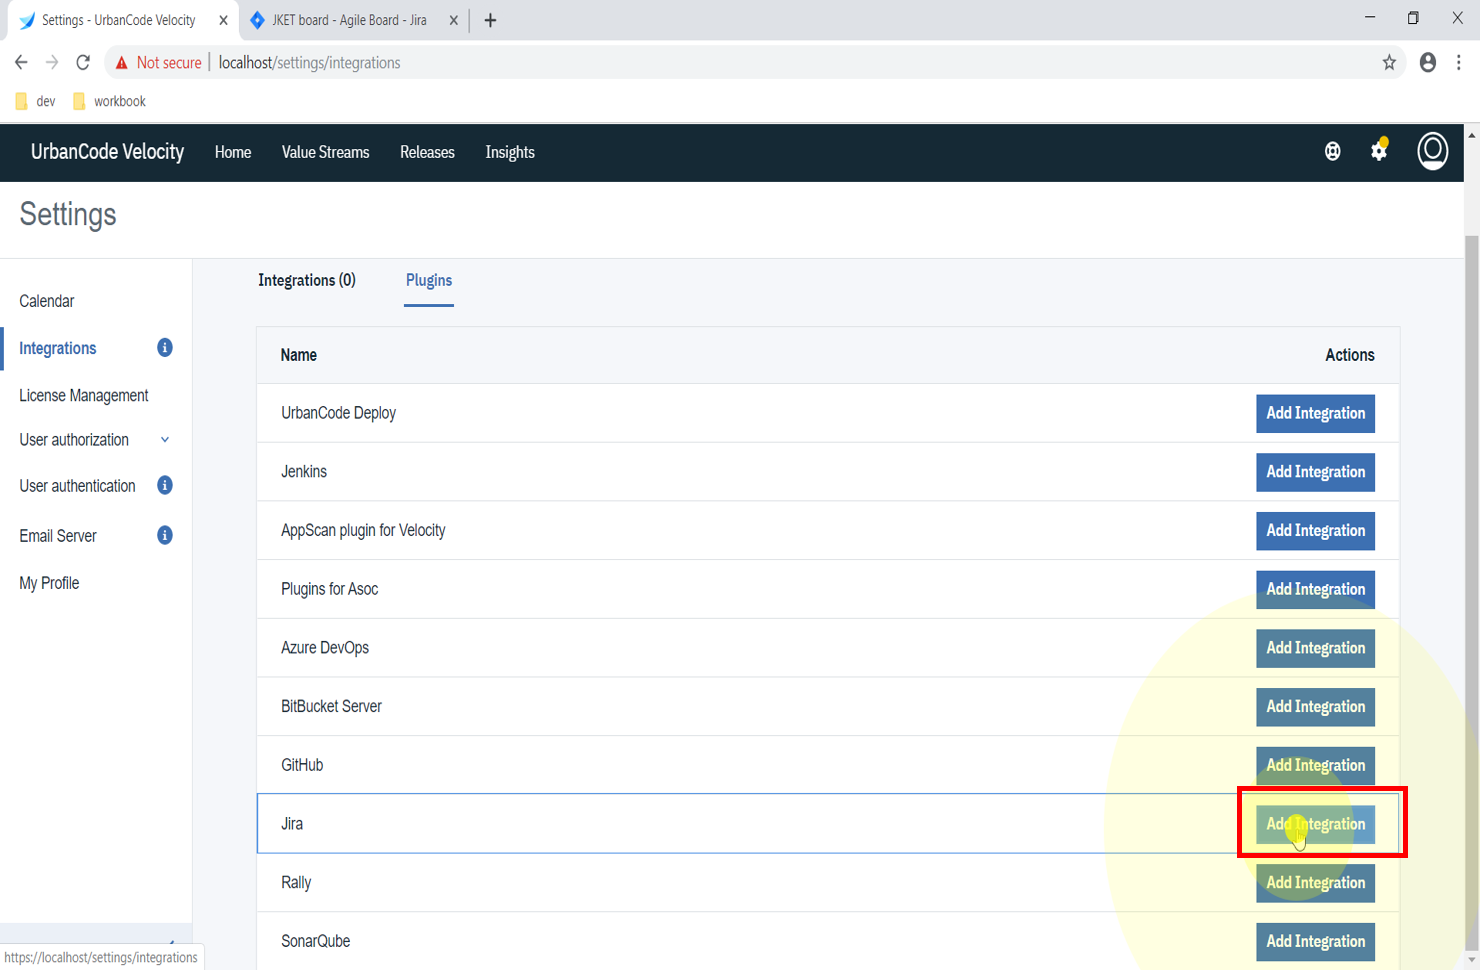 Settings - UrbanCode Velocity
JKET board - Agile Board - Jira
Not secure
localhost/settings/integrations
dev
workbook
UrbanCode Velocity
Home
Value Streams
Releases
Insights
Settings
Calendar
Integrations
License Management
User authorization
User authentication
Email Server
My Profile
Integrations (0)
Plugins
Name
Actions
UrbanCode Deploy
Add Integration
Jenkins
Add Integration
AppScan plugin for Velocity
Add Integration
Plugins for Asoc
Add Integration
Azure DevOps
Add Integration
BitBucket Server
Add Integration
GitHub
Add Integration
Jira
Add Integration
Rally
Add Integration
SonarQube
Add Integration
https://localhost/settings/integrations